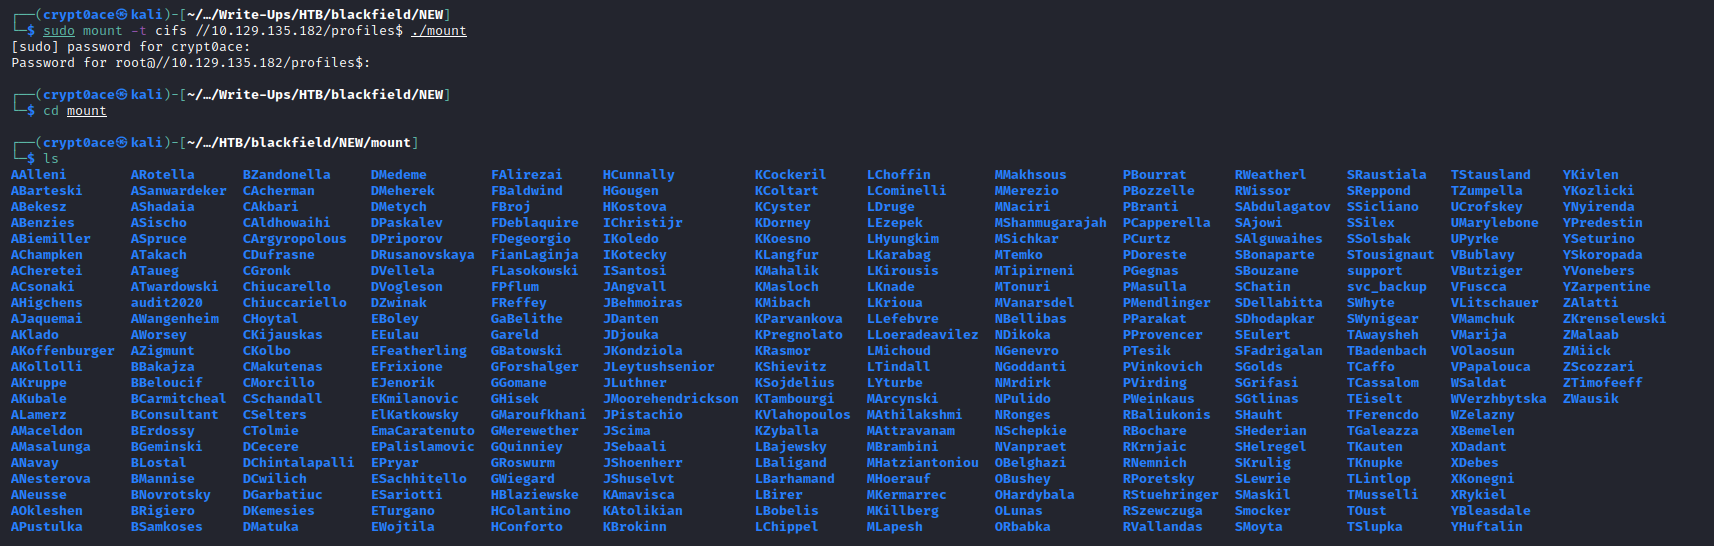 ┌──(crypt0ace㉿kali)-[~/…/Write-Ups/HTB/blackfield/NEW]
└─$ sudo mount -t cifs //10.129.135.182/profiles$ ./mount
[sudo] password for crypt0ace:
Password for root@//10.129.135.182/profiles$:
┌──(crypt0ace㉿kali)-[~/…/Write-Ups/HTB/blackfield/NEW]
└─$ cd mount
┌──(crypt0ace㉿kali)-[~/…/HTB/blackfield/NEW/mount]
└─$ ls
AAlleni ARotella BZandonella DMedeme FAlirezai HCunnally KCockeril LChoffin MMakhsous PBourrat RWeatherl SRaustiala TStausland YKivlen
ABarteski ASanwardeker CAcherman DMeherek FBaldwind HGougen KColtart LCominelli MMerezio PBozzelle RWissor SReppond TZumpella YKozlicki
ABekesz AShadaia CAkbari DMetych FBroj HKostova KCyster LDruge MNaciri PBranti SAbdulagatov SSicliano UCrofskey YNyirenda
ABenzies ASischo CAldhowaihi DPaskalev FDeblaquire IChristijr KDorney LEzepek MShanmugarajah PCapperella SAjowi SSilex UMarylebone YPredestin
ABiemiller ASpruce CArgyropolous DPriporov FDegeorgio IKoledo KKoesno LHyungkim MSichkar PCurtz SAlguwaihes SSolsbak UPyrke YSeturino
AChampken ATakach CDufrasne DRusanovskaya FianLaginja IKotecky KLangfur LKarabag MTemko PDoreste SBonaparte STousignaut VBublavy YSkoropada
ACheretei ATaueg CGronk DVellela FLasokowski ISantosi KMahalik LKirousis MTipirneni PGegnas SBouzane support VButziger YVonebers
ACsonaki ATwardowski Chiucarello DVogleson FPflum JAngvall KMasloch LKnade MTonuri PMasulla SChatin svc_backup VFuscca YZarpentine
AHigchens audit2020 Chiuccariello DZwinak FReffey JBehmoiras KMibach LKrioua MVanarsdel PMendlinger SDellabitta SWhyte VLitschauer ZAlatti
AJaquemai AWangenheim CHoytal EBoley GaBelithe JDanten KParvankova LLefebvre NBellibas PParakat SDhodapkar SWynigear VMamchuk ZKrenselewski
AKlado AWorsey CKijauskas EEulau Gareld JDjouka KPregnolato LLoeradeavilez NDikoka PProvencer SEulert TAwaysheh VMarija ZMalaab
AKoffenburger AZigmunt CKolbo EFeatherling GBatowski JKondziola KRasmor LMichoud NGenevro PTesik SFadrigalan TBadenbach VOlaosun ZMiick
AKollolli BBakajza CMakutenas EFrixione GForshalger JLeytushsenior KShievitz LTindall NGoddanti PVinkovich SGolds TCaffo VPapalouca ZScozzari
AKruppe BBeloucif CMorcillo EJenorik GGomane JLuthner KSojdelius LYturbe NMrdirk PVirding SGrifasi TCassalom WSaldat ZTimofeeff
AKubale BCarmitcheal CSchandall EKmilanovic GHisek JMoorehendrickson KTambourgi MArcynski NPulido PWeinkaus SGtlinas TEiselt WVerzhbytska ZWausik
ALamerz BConsultant CSelters ElKatkowsky GMaroufkhani JPistachio KVlahopoulos MAthilakshmi NRonges RBaliukonis SHauht TFerencdo WZelazny
AMaceldon BErdossy CTolmie EmaCaratenuto GMerewether JScima KZyballa MAttravanam NSchepkie RBochare SHederian TGaleazza XBemelen
AMasalunga BGeminski DCecere EPalislamovic GQuinniey JSebaali LBajewsky MBrambini NVanpraet RKrnjaic SHelregel TKauten XDadant
ANavay BLostal DChintalapalli EPryar GRoswurm JShoenherr LBaligand MHatziantoniou OBelghazi RNemnich SKrulig TKnupke XDebes
ANesterova BMannise DCwilich ESachhitello GWiegard JShuselvt LBarhamand MHoerauf OBushey RPoretsky SLewrie TLintlop XKonegni
ANeusse BNovrotsky DGarbatiuc ESariotti HBlaziewske KAmavisca LBirer MKermarrec OHardybala RStuehringer SMaskil TMusselli XRykiel
AOkleshen BRigiero DKemesies ETurgano HColantino KAtolikian LBobelis MKillberg OLunas RSzewczuga Smocker TOust YBleasdale
APustulka BSamkoses DMatuka EWojtila HConforto KBrokinn LChippel MLapesh ORbabka RVallandas SMoyta TSlupka YHuftalin